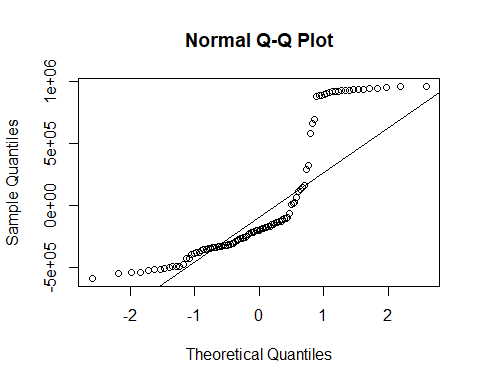 Normal Q-Q Plot
Sample Quantiles
1e+06
5e+05
0e+00
-5e+05
-2
-1
0
1
2
Theoretical Quantiles